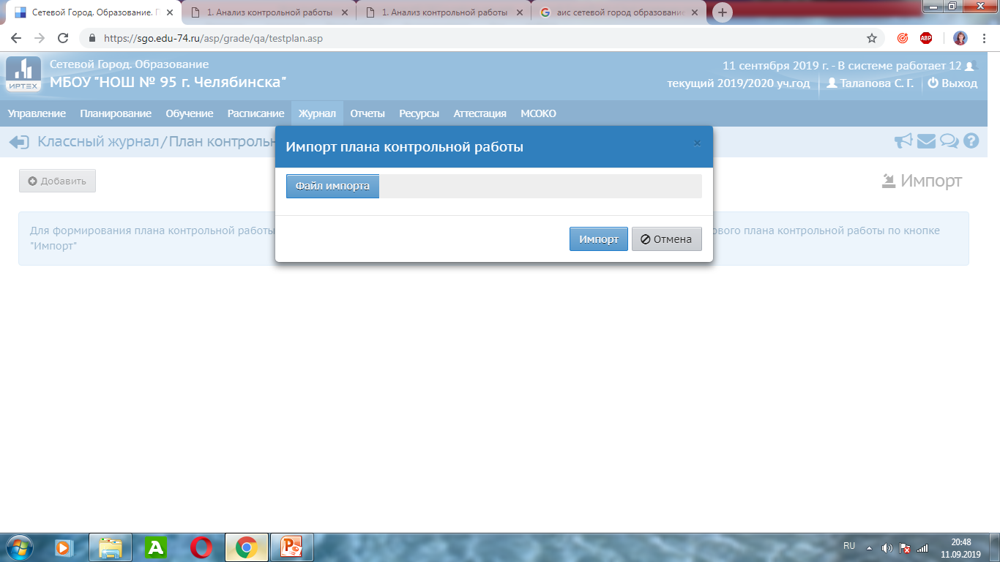 Сетевой Город. Образование. П
1. Анализ контрольной работы
1. Анализ контрольной работы
аис сетевой город образование
https://sgo.edu-74.ru/asp/grade/qa/testplan.asp
ABP
ИРТЕХ
Сетевой Город. Образование
МБОУ "НОШ № 95 г. Челябинска"
11 сентября 2019 г. - В системе работает 12
текущий 2019/2020 уч.год
Талапова С. Г.
Выход
Управление Планирование Обучение Расписание Журнал Отчеты Ресурсы Аттестация МСОКО
Классный журнал / План контрольн
Импорт плана контрольной работы
×
Файл импорта
Импорт
Отмена
Добавить
Импорт
Для формирования плана контрольной работы
ового плана контрольной работы по кнопке
"Импорт"
RU
20:48
11.09.2019